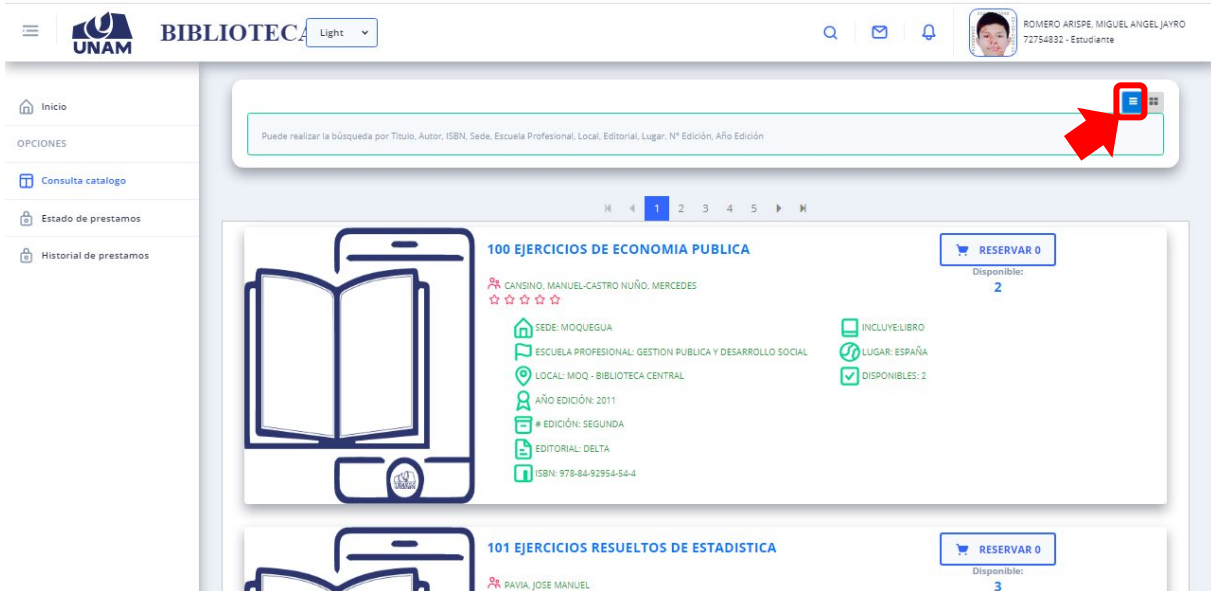 UNAM
BIBLIOTECA
Light
ROMERO ARISPE, MIGUEL ANGEL JAYRO
72754832 - Estudiante
Inicio
OPCIONES
Consulta catalogo
Estado de prestamos
Historial de prestamos
Puede realizar la búsqueda por Titulo, Autor, ISBN, Sede, Escuela Profesional, Local, Editorial, Lugar, N° Edición, Año Edición
1 2 3 4 5
100 EJERCICIOS DE ECONOMIA PUBLICA
CANSINO, MANUEL-CASTRO NUÑO, MERCEDES
SEDE: MOQUEGUA
ESCUELA PROFESIONAL: GESTION PUBLICA Y DESARROLLO SOCIAL
LOCAL: MOQ - BIBLIOTECA CENTRAL
AÑO EDICIÓN: 2011
# EDICIÓN: SEGUNDA
EDITORIAL: DELTA
ISBN: 978-84-92954-54-4
INCLUYE:LIBRO
LUGAR: ESPAÑA
DISPONIBLES: 2
RESERVAR 0
Disponible:
2
101 EJERCICIOS RESUELTOS DE ESTADISTICA
PAVIA, JOSE MANUEL
RESERVAR 0
Disponible:
3